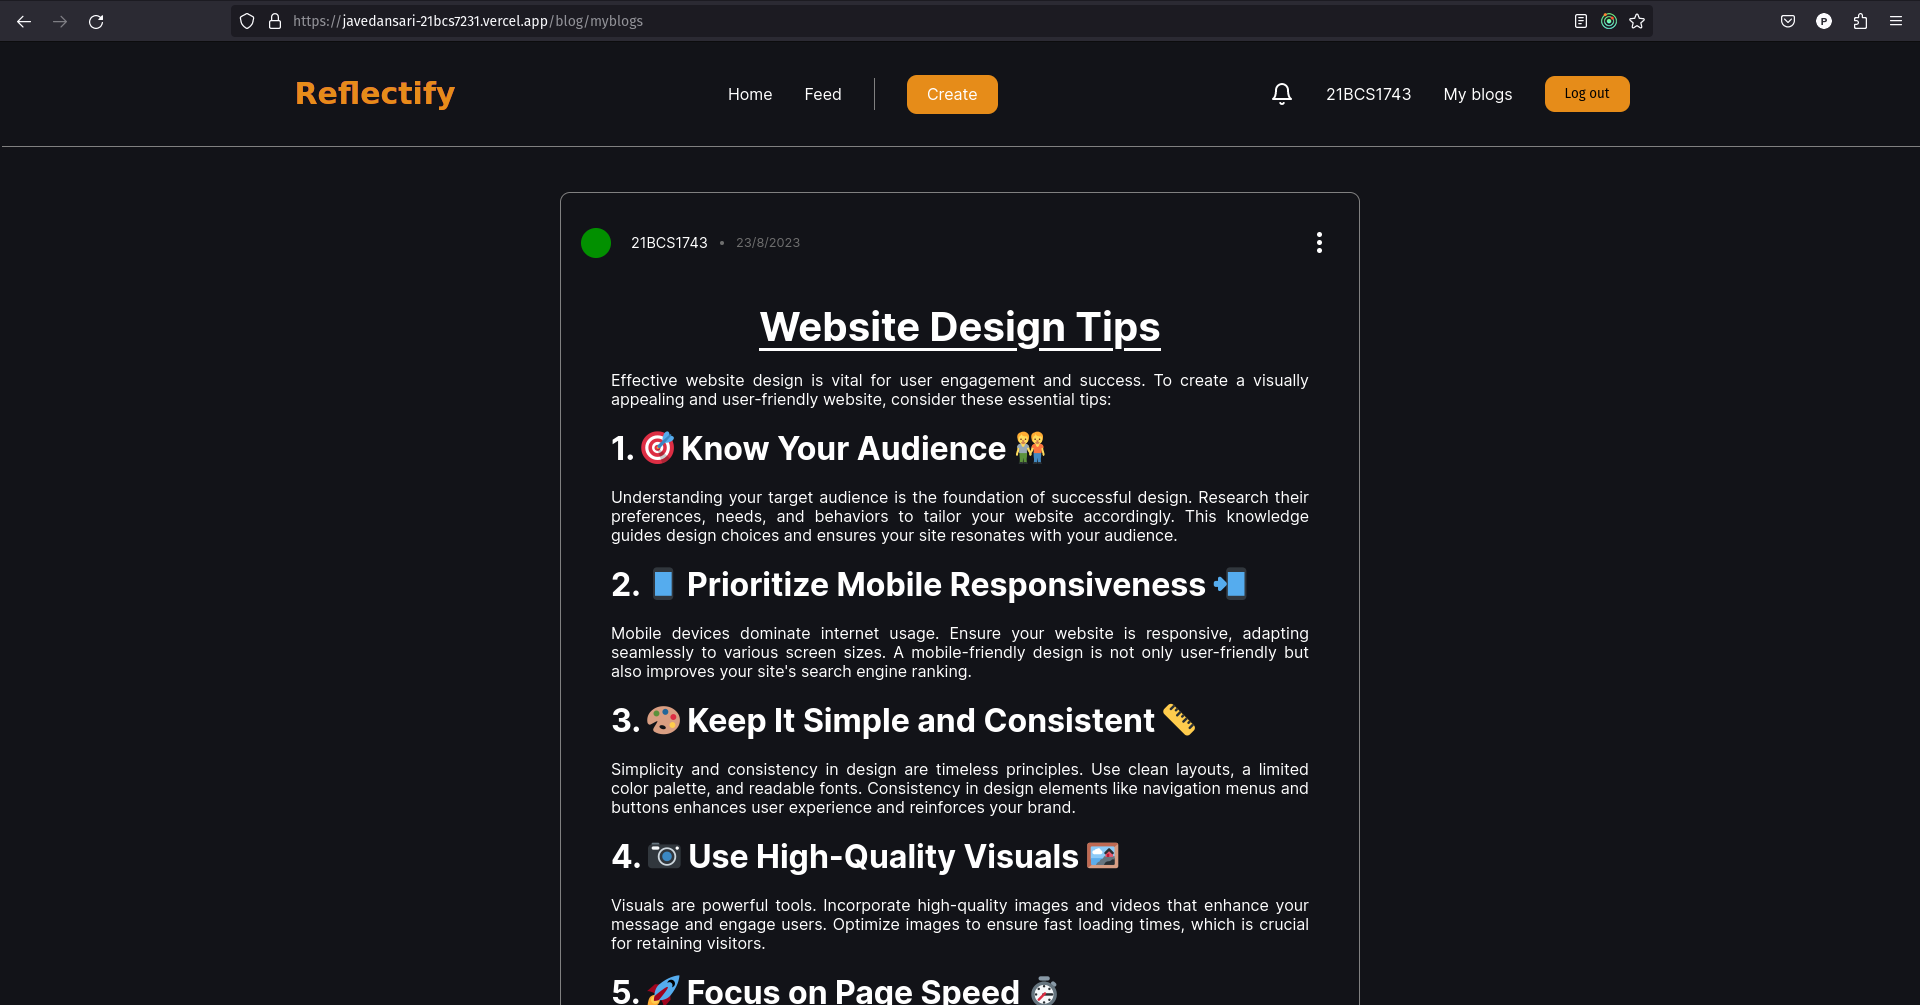 https://javedansari-21bcs7231.vercel.app/blog/myblogs
P
Reflectify
Home
Feed
Create
21BCS1743
My blogs
Log out
21BCS1743 • 23/8/2023
Website Design Tips
Effective website design is vital for user engagement and success. To create a visually
appealing and user-friendly website, consider these essential tips:
1. 🎯 Know Your Audience 🧑‍🤝‍🧑
Understanding your target audience is the foundation of successful design. Research their
preferences, needs, and behaviors to tailor your website accordingly. This knowledge
guides design choices and ensures your site resonates with your audience.
2. 📱 Prioritize Mobile Responsiveness 📲
Mobile devices dominate internet usage. Ensure your website is responsive, adapting
seamlessly to various screen sizes. A mobile-friendly design is not only user-friendly but
also improves your site's search engine ranking.
3. 🎨 Keep It Simple and Consistent 📏
Simplicity and consistency in design are timeless principles. Use clean layouts, a limited
color palette, and readable fonts. Consistency in design elements like navigation menus and
buttons enhances user experience and reinforces your brand.
4. 📷 Use High-Quality Visuals 🖼️
Visuals are powerful tools. Incorporate high-quality images and videos that enhance your
message and engage users. Optimize images to ensure fast loading times, which is crucial
for retaining visitors.
5. 🚀 Focus on Page Speed ⏱️